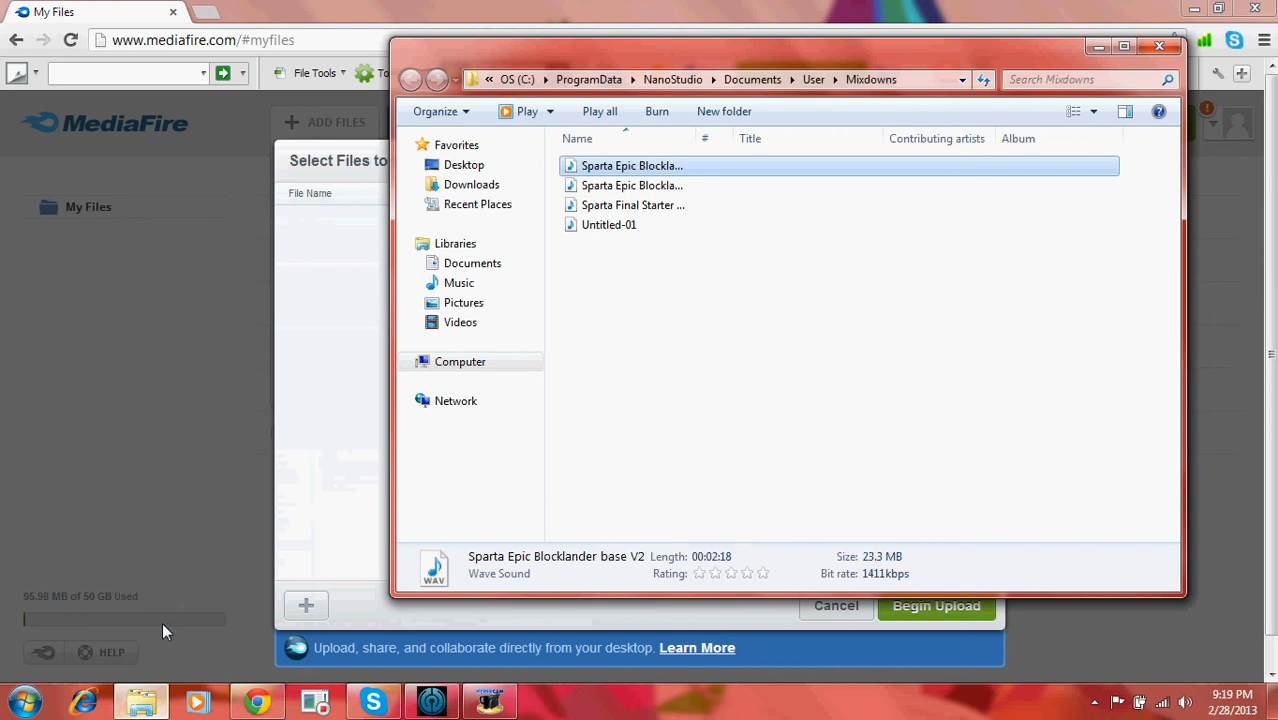 My Files
www.mediafire.com/#myfiles
File Tools
MediaFire
ADD FILES
Select Files to
File Name
My Files
95.98 MB of 50 GB Used
HELP
« OS (C:) ProgramData NanoStudio Documents User Mixdowns
Search Mixdowns
Organize Play Play all Burn New folder
Name # Title Contributing artists Album
Favorites
Desktop
Downloads
Recent Places
Libraries
Documents
Music
Pictures
Videos
Computer
Network
Sparta Epic Blockla...
Sparta Epic Blockla...
Sparta Final Starter ...
Untitled-01
WAV
Sparta Epic Blocklander base V2 Length: 00:02:18 Size: 23.3 MB
Wave Sound Rating: Bit rate: 1411kbps
Cancel Begin Upload
Upload, share, and collaborate directly from your desktop. Learn More
HYPERCAM
9:19 PM
2/28/2013